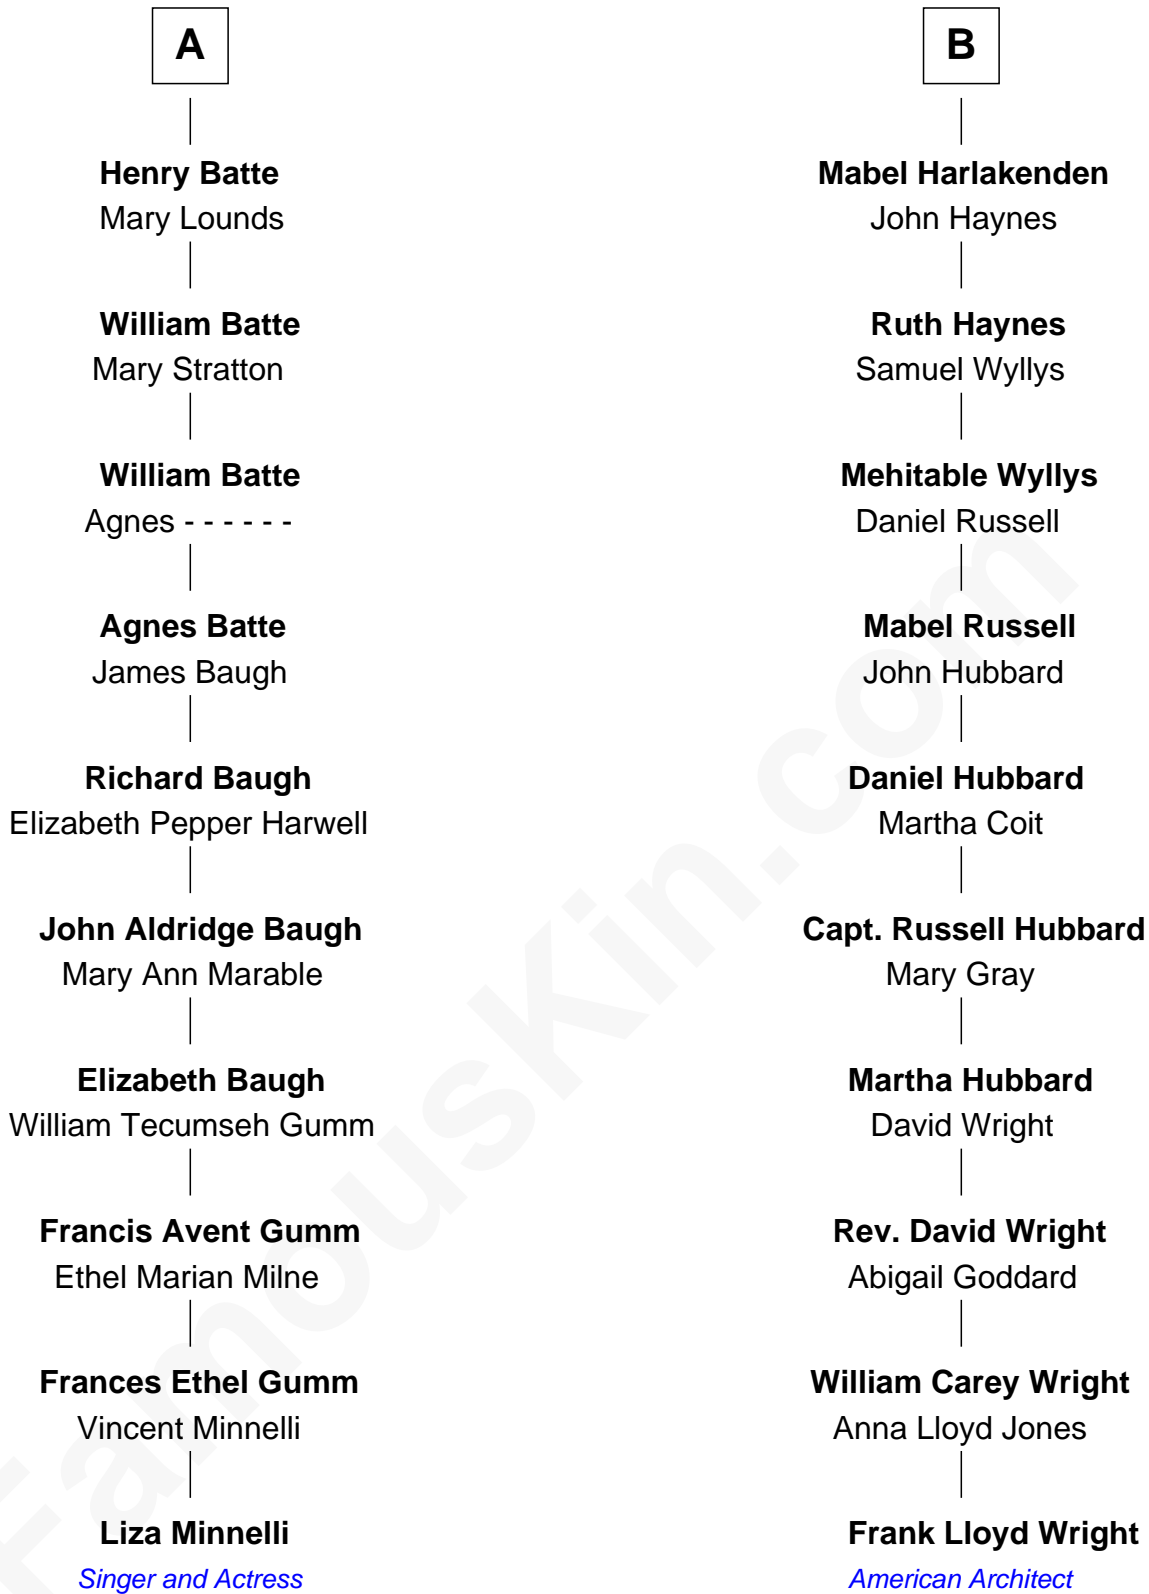 A
Henry Batte
Mary Lounds
William Batte
Mary Stratton
William Batte
Agnes - - - - - -
Agnes Batte
James Baugh
Richard Baugh
Elizabeth Pepper Harwell
John Aldridge Baugh
Mary Ann Marable
Elizabeth Baugh
William Tecumseh Gumm
Francis Avent Gumm
Ethel Marian Milne
Frances Ethel Gumm
Vincent Minnelli
Liza Minnelli
Singer and Actress
B
Mabel Harlakenden
John Haynes
Ruth Haynes
Samuel Wyllys
Mehitable Wyllys
Daniel Russell
Mabel Russell
John Hubbard
Daniel Hubbard
Martha Coit
Capt. Russell Hubbard
Mary Gray
Martha Hubbard
David Wright
Rev. David Wright
Abigail Goddard
William Carey Wright
Anna Lloyd Jones
Frank Lloyd Wright
American Architect
FamousKin.com